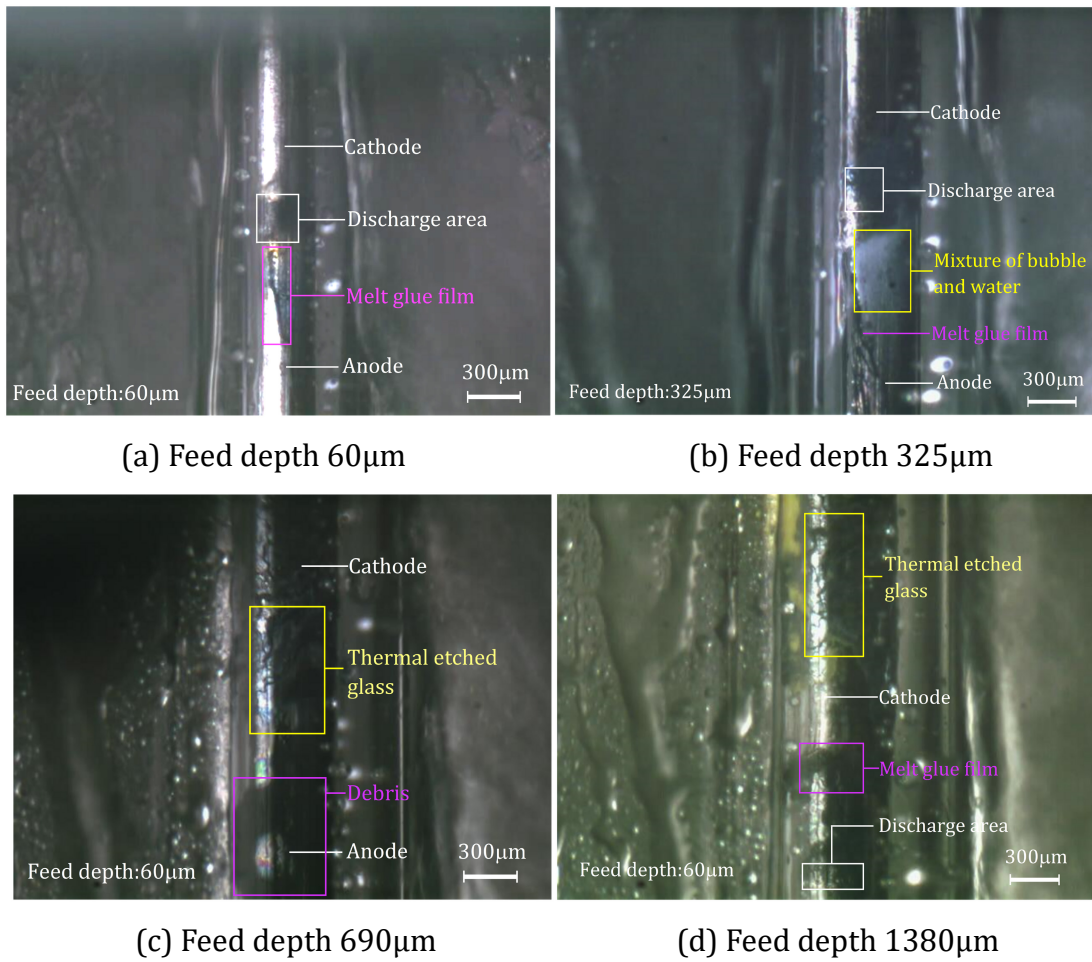 Cathode
Discharge area
Melt glue film
Anode
Feed depth:60μm
300μm
(a) Feed depth 60μm
Cathode
Discharge area
Mixture of bubble
and water
Melt glue film
Anode
Feed depth:325μm
300μm
(b) Feed depth 325μm
Cathode
Thermal etched
glass
Debris
Anode
Feed depth:60μm
300μm
(c) Feed depth 690μm
Thermal etched
glass
Cathode
Melt glue film
Discharge area
Feed depth:60μm
300μm
(d) Feed depth 1380μm